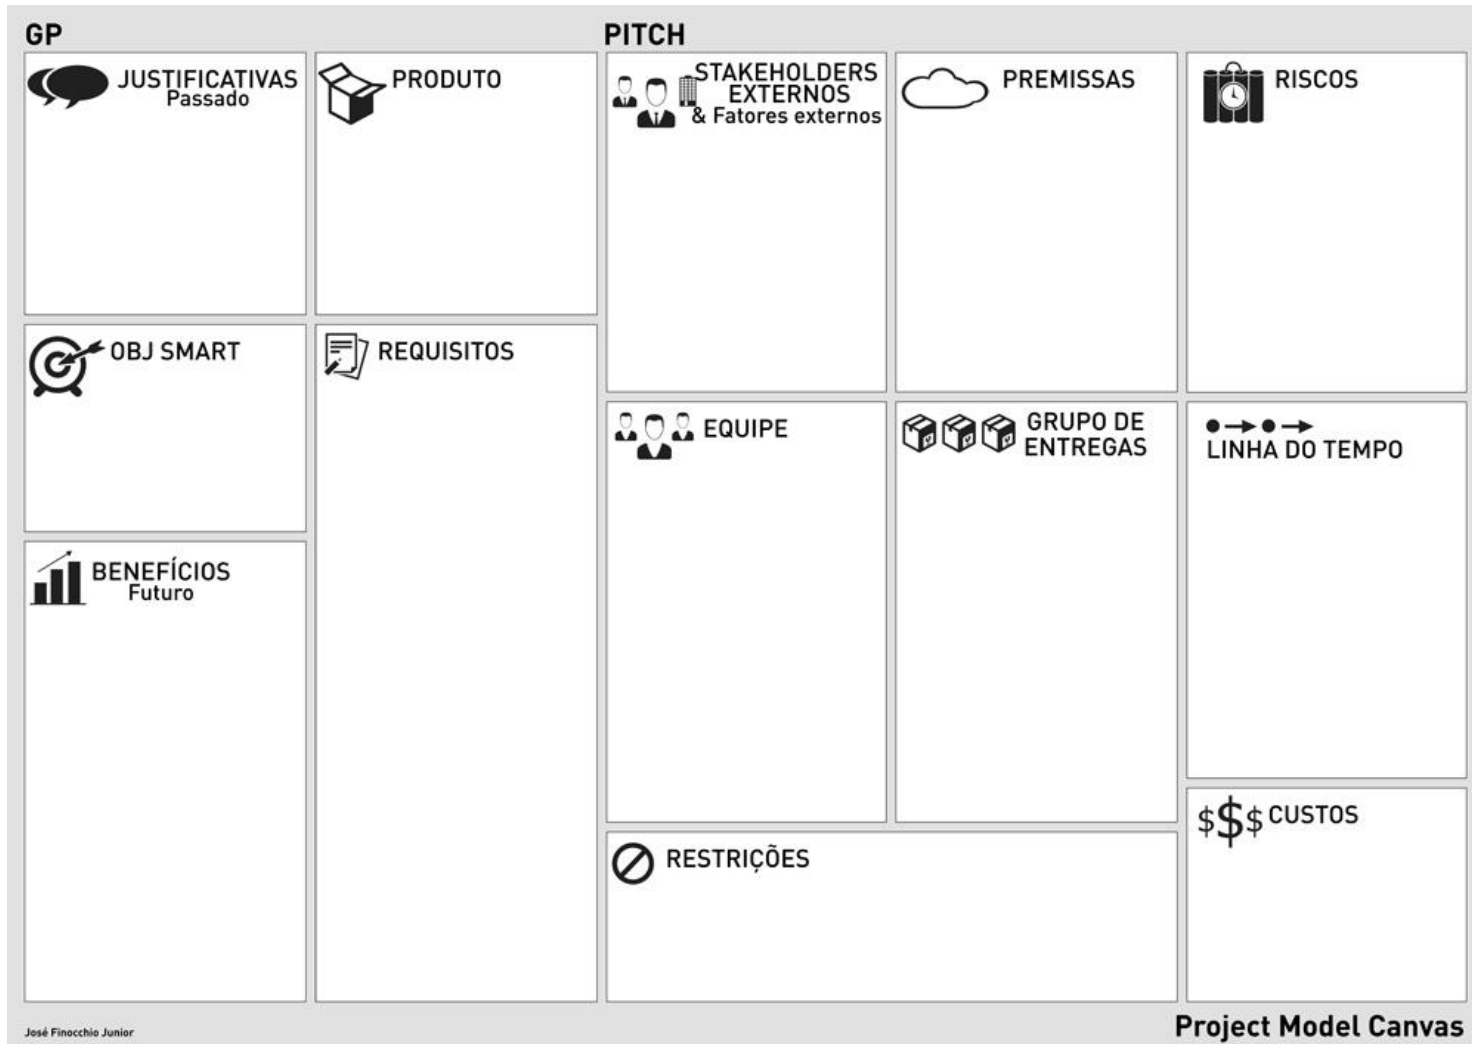 GP
PITCH
JUSTIFICATIVAS
Passado
PRODUTO
STAKEHOLDERS
EXTERNOS
& Fatores externos
PREMISSAS
RISCOS
OBJ SMART
REQUISITOS
EQUIPE
GRUPO DE
ENTREGAS
LINHA DO TEMPO
BENEFÍCIOS
Futuro
RESTRIÇÕES
$$$ CUSTOS
José Finocchio Junior
Project Model Canvas